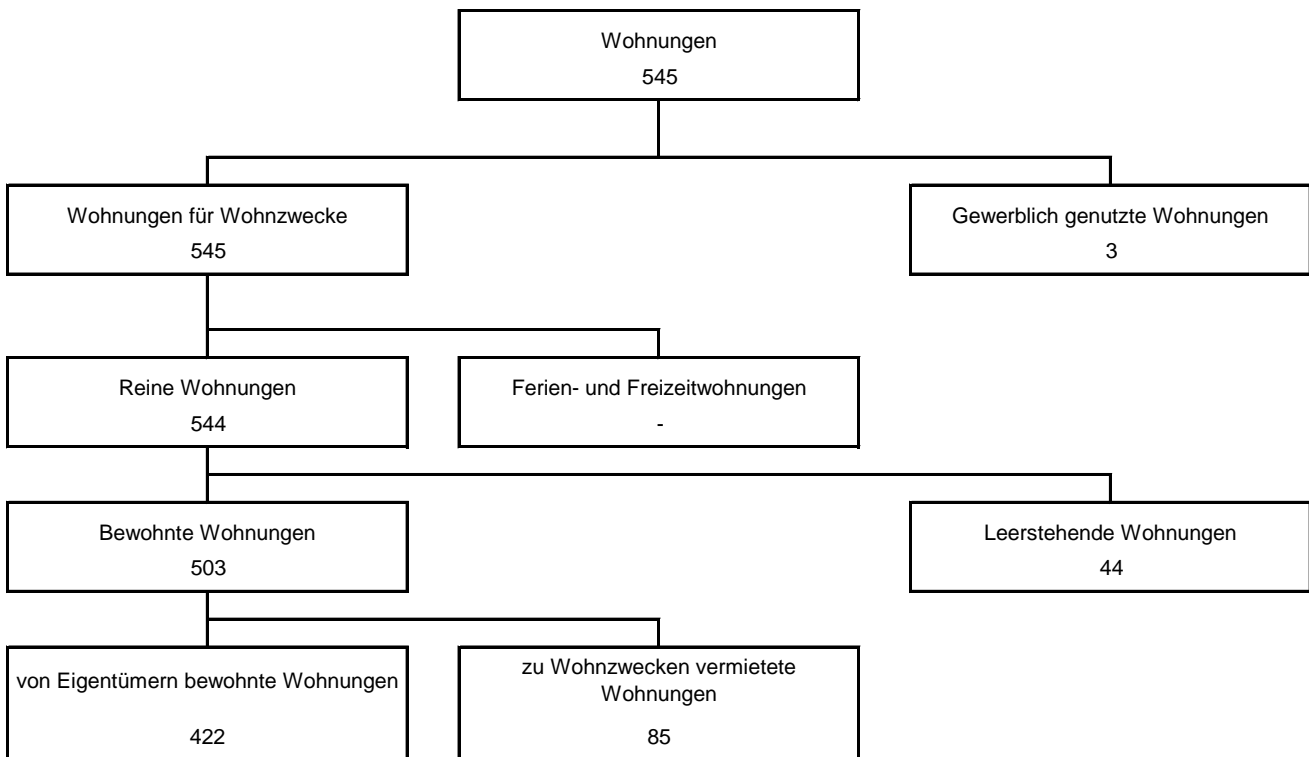 Wohnungen
545
Wohnungen für Wohnzwecke
545
Gewerblich genutzte Wohnungen
3
Reine Wohnungen
544
Ferien- und Freizeitwohnungen
-
Bewohnte Wohnungen
503
Leerstehende Wohnungen
44
von Eigentümern bewohnte Wohnungen
422
zu Wohnzwecken vermietete
Wohnungen
85